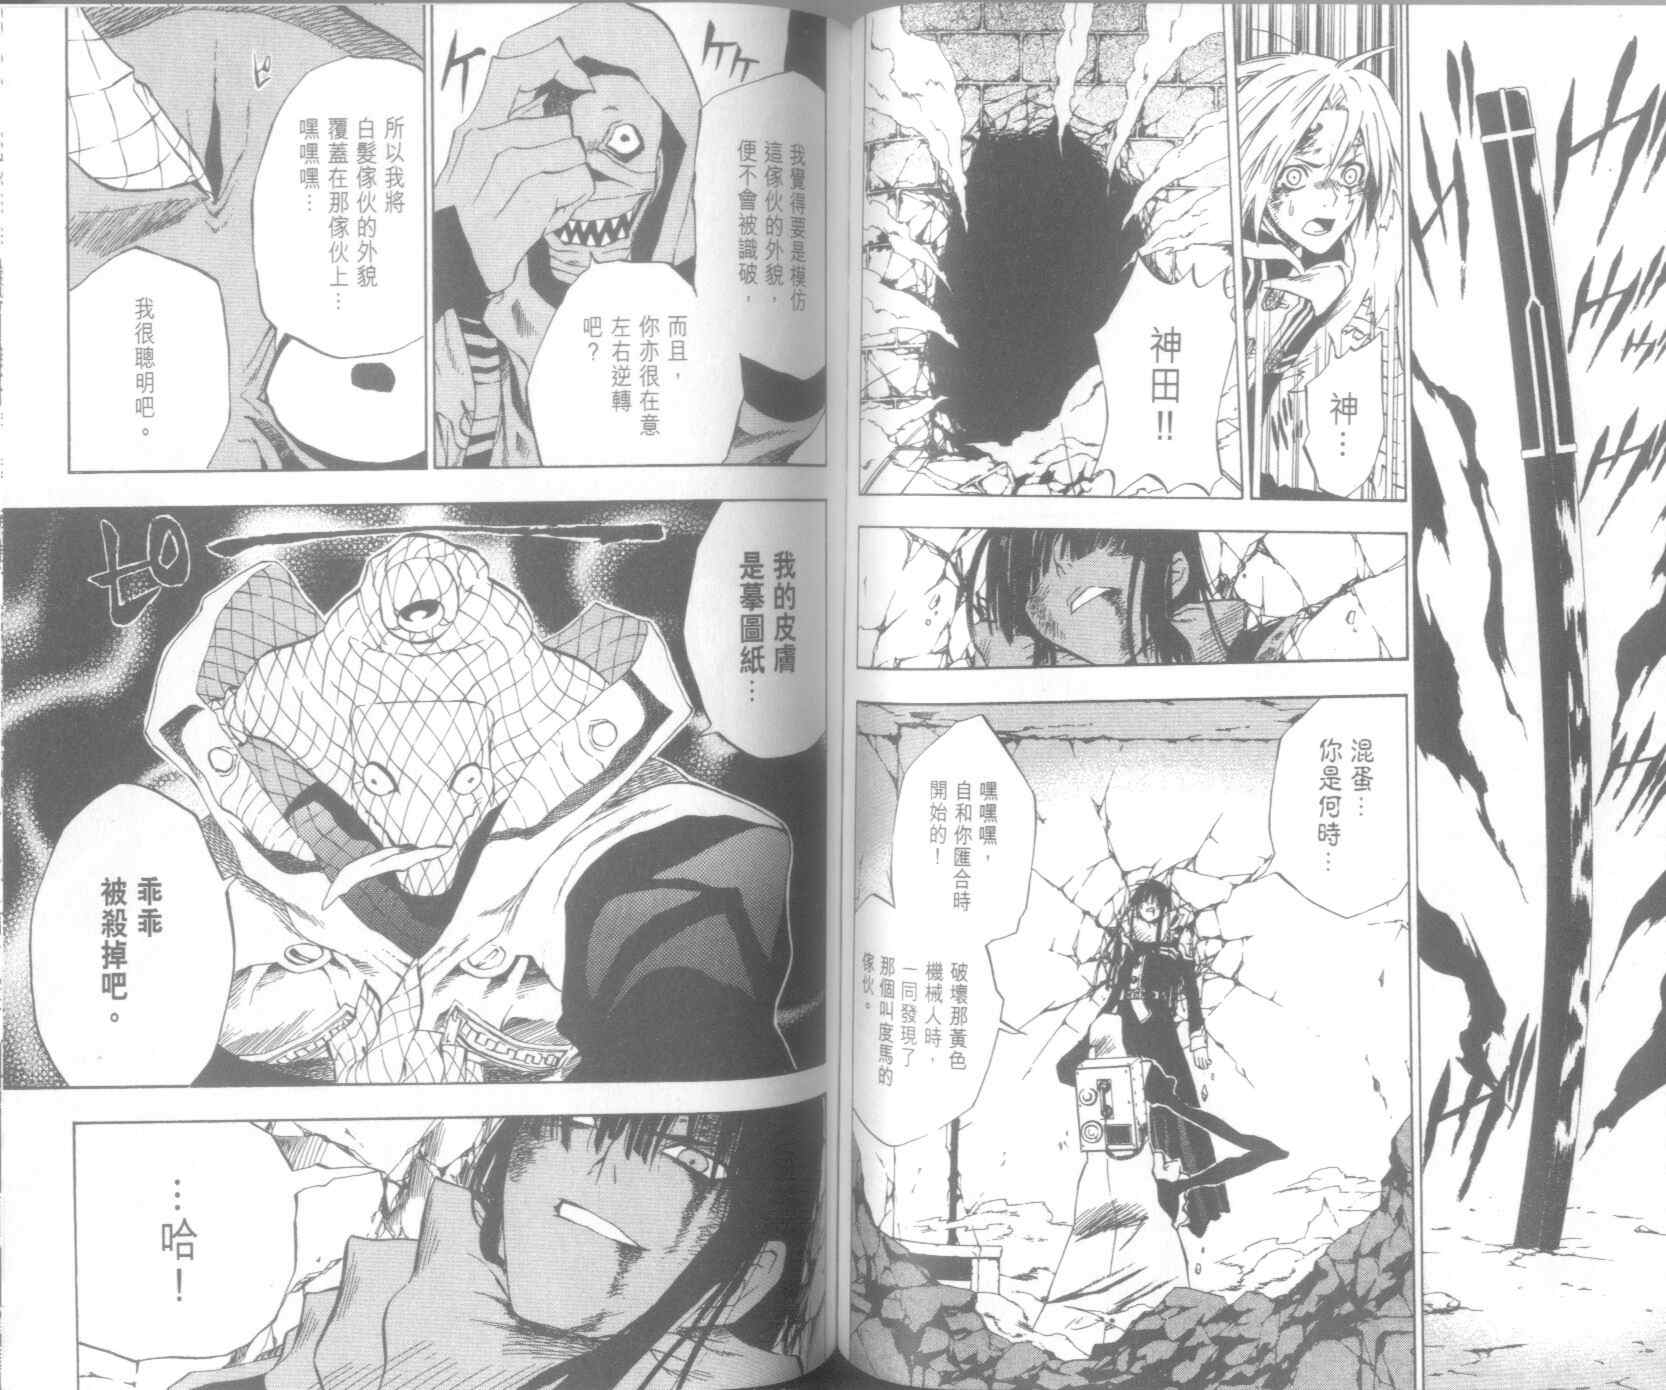 神…
神田!!
混蛋…
你是何時…
嘿嘿嘿，
自和你匯合時
開始的！
破壞那黃色
機械人時，
一同發現了
那個叫度馬的
傢伙。
我覺得要是模仿
這傢伙的外貌，
便不會被識破，
ケケケ
而且，
你亦很在意
左右逆轉
吧？
所以我將
白髮傢伙的外貌
覆蓋在那傢伙上…
嘿嘿嘿…
ピ
我很聰明吧。
我的皮膚
是摹圖紙…
乖乖
被殺掉吧。
…哈！